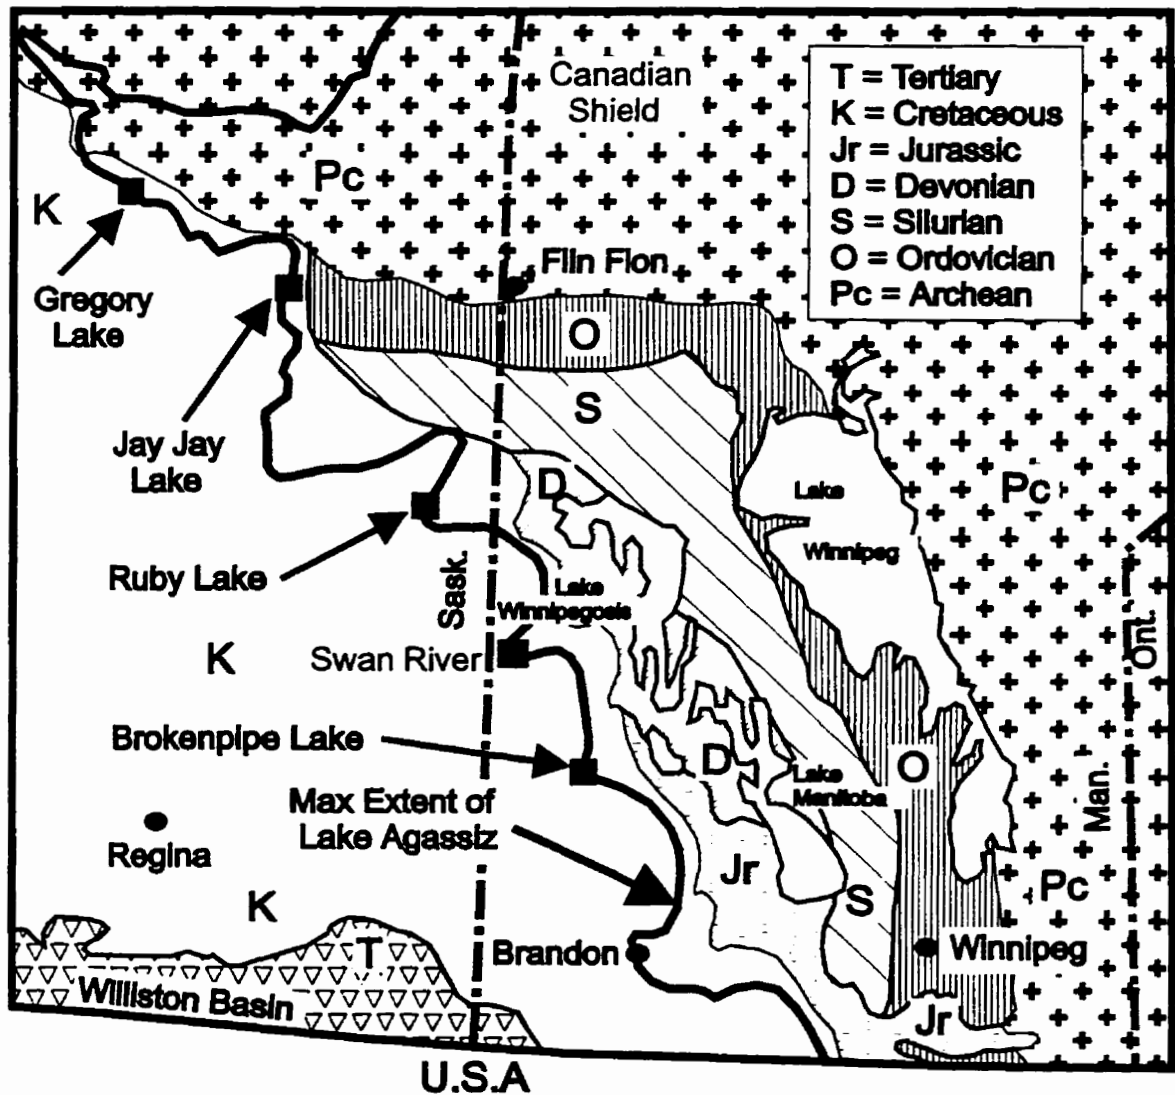 Canadian
Shield
T = Tertiary
K = Cretaceous
Jr = Jurassic
D = Devonian
S = Silurian
O = Ordovician
Pc = Archean
Pc
K
Gregory
Lake
Flin Flon
O
S
Jay Jay
Lake
D
Lake
Winnipeg
Pc
Ruby Lake
Sask.
Lake
Winnipegosis
Ont.
K
Swan River
Brokenpipe Lake
D
O
Lake
Manitoba
Man.
Max Extent of
Lake Agassiz
Regina
Jr
S
Pc
K
T
Brandon
Winnipeg
Williston Basin
Jr
U.S.A